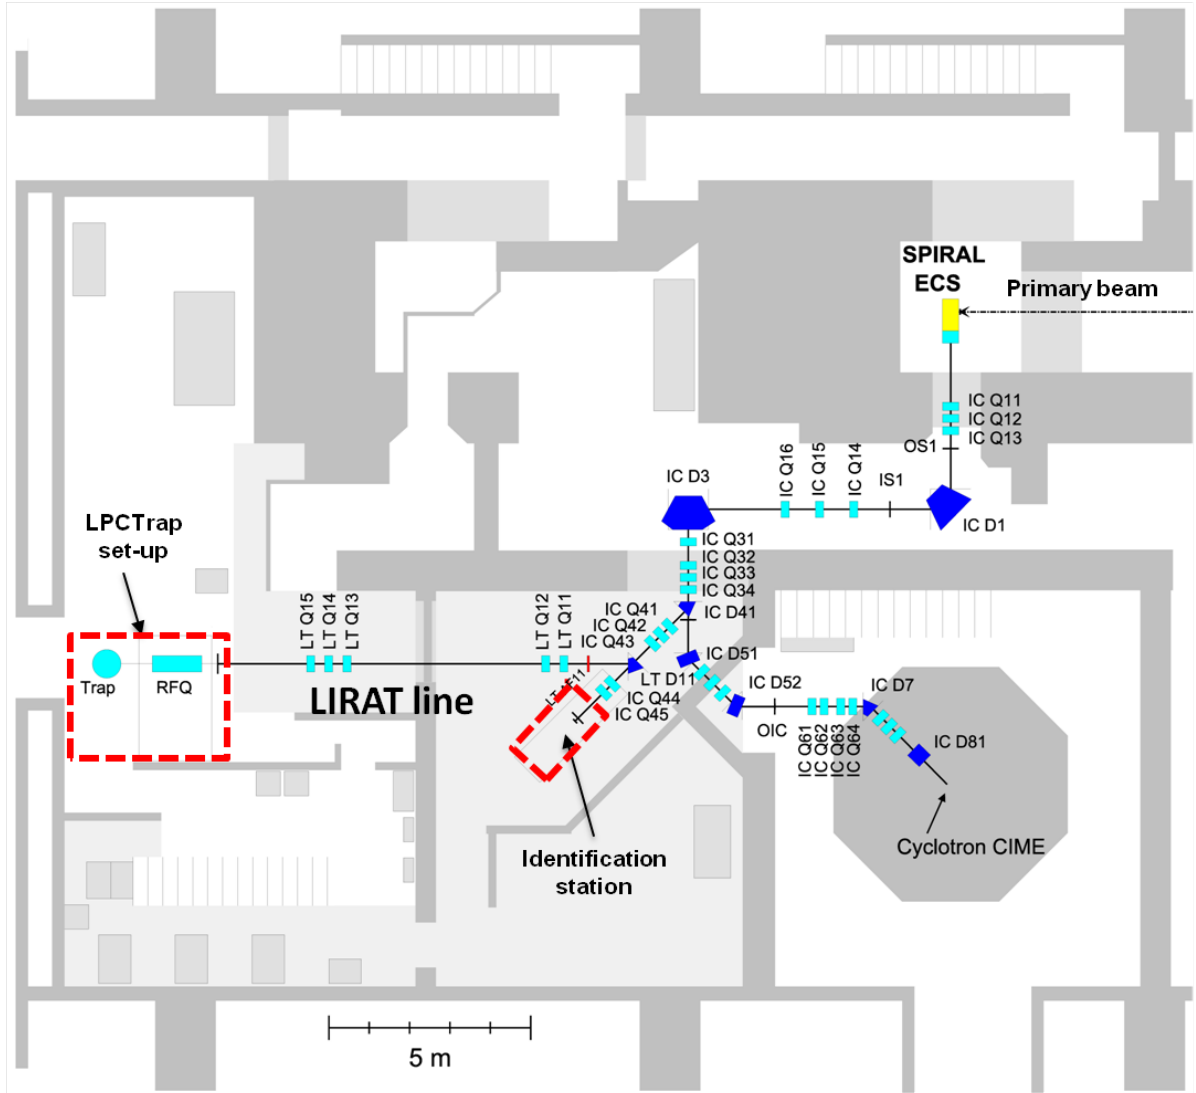 SPIRAL
ECS
Primary beam
IC Q11
IC Q12
IC Q13
OS1
IC Q16
IC Q15
IC Q14
IS1
IC D3
IC D1
LPCTrap
set-up
IC Q31
IC Q32
IC Q33
IC Q34
LT Q15
LT Q14
LT Q13
LT Q12
LT Q11
IC Q41
IC Q42
IC Q43
IC D41
IC D51
Trap
RFQ
LIRAT line
LT D11
IC Q44
IC Q45
IC D52
OIC
IC Q61
IC Q62
IC Q63
IC Q64
IC D7
IC D81
Cyclotron CIME
Identification
station
5 m